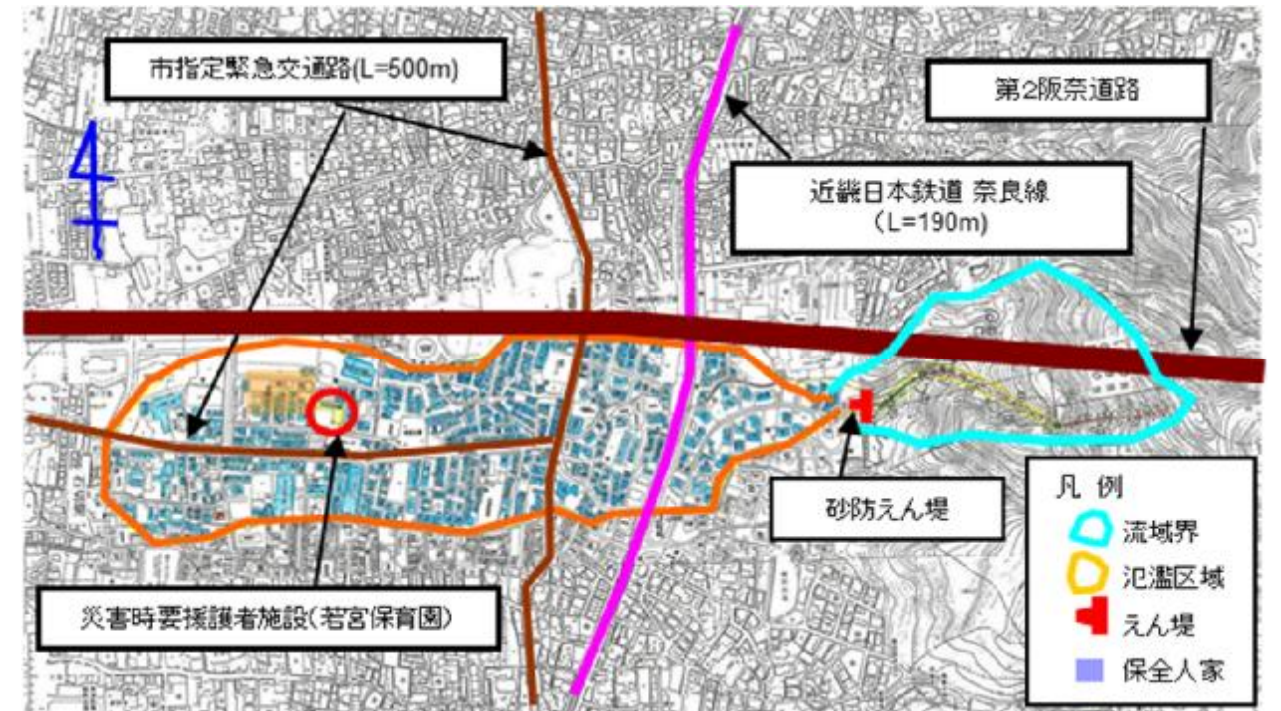 市指定緊急交通路(L=500m)
第2阪奈道路
近畿日本鉄道 奈良線
(L=190m)
砂防えん堤
災害時要援護者施設(若宮保育園)
凡 例
流域界
氾濫区域
えん堤
保全人家